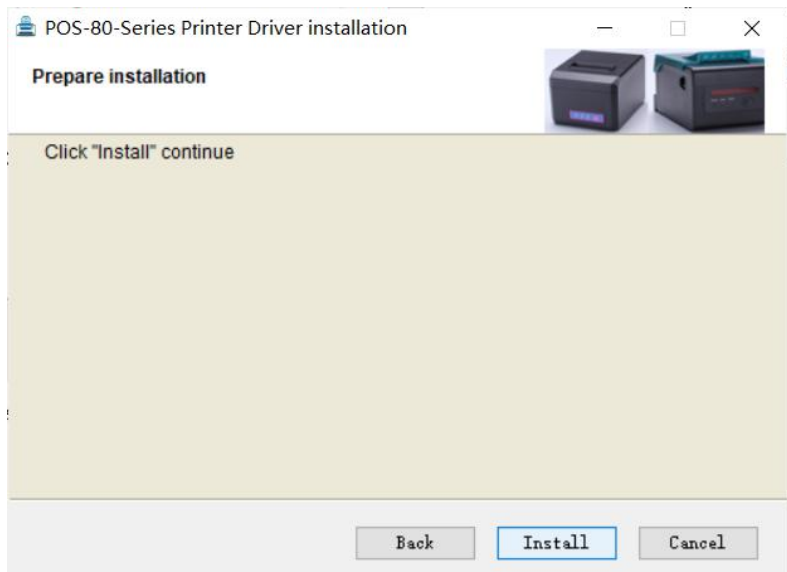 POS-80-Series Printer Driver installation
Prepare installation
Click "Install" continue
Back
Install
Cancel